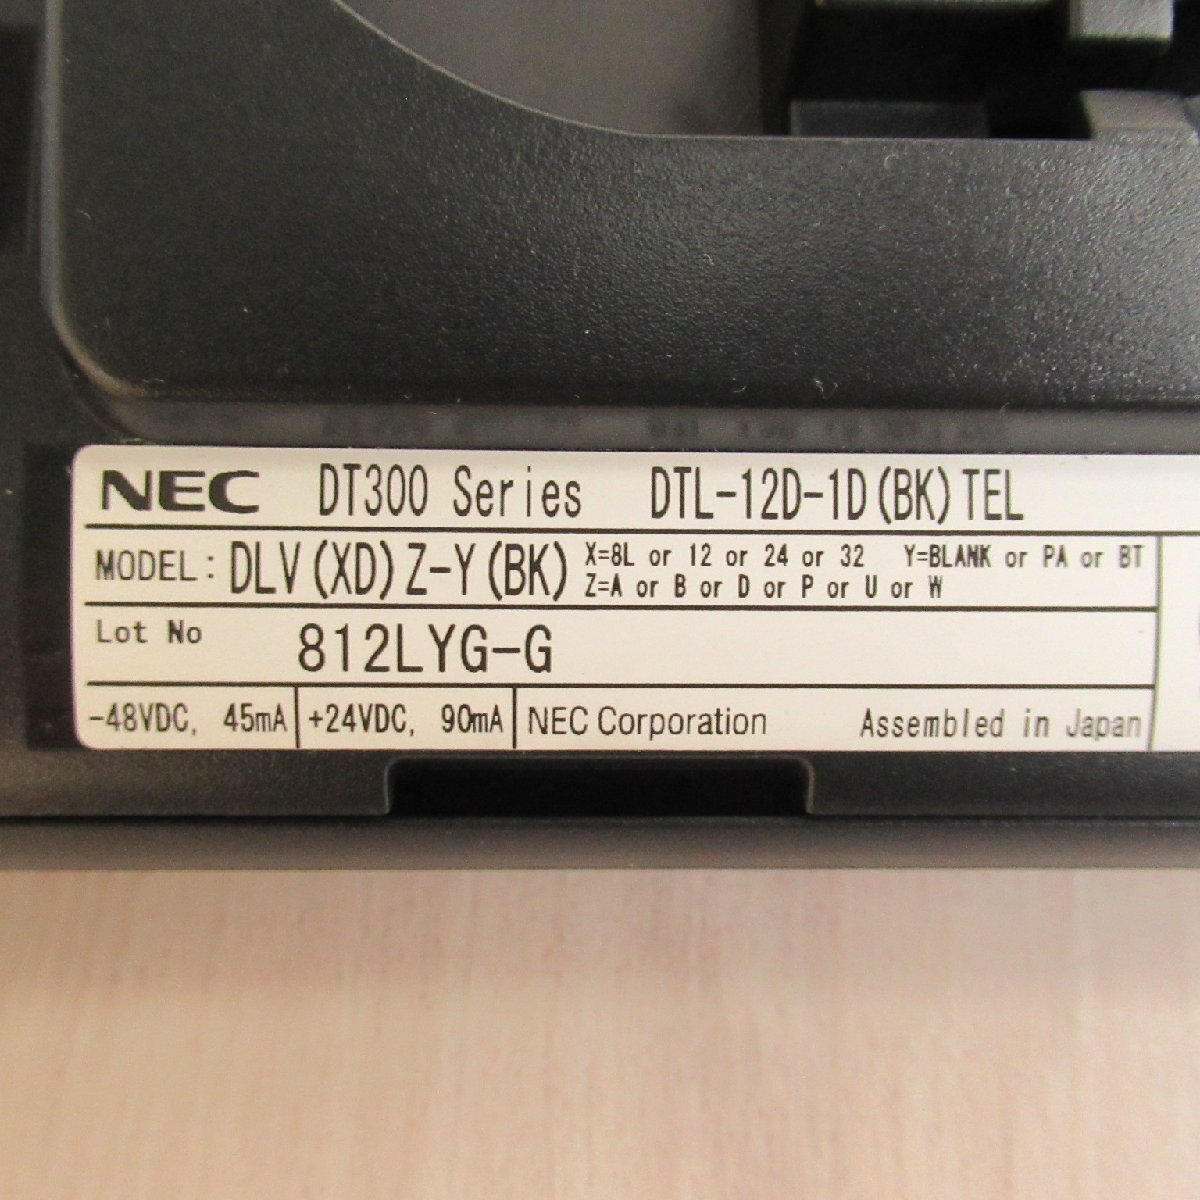 NEC DT300 Series DTL-12D-1D(BK)TEL
MODEL: DLV(XD)Z-Y(BK) X=8L or 12 or 24 or 32 Y=BLANK or PA or BT
Z=A or B or D or P or U or W
Lot No 812LYG-G
-48VDC, 45mA +24VDC, 90mA NEC Corporation Assembled in Japan